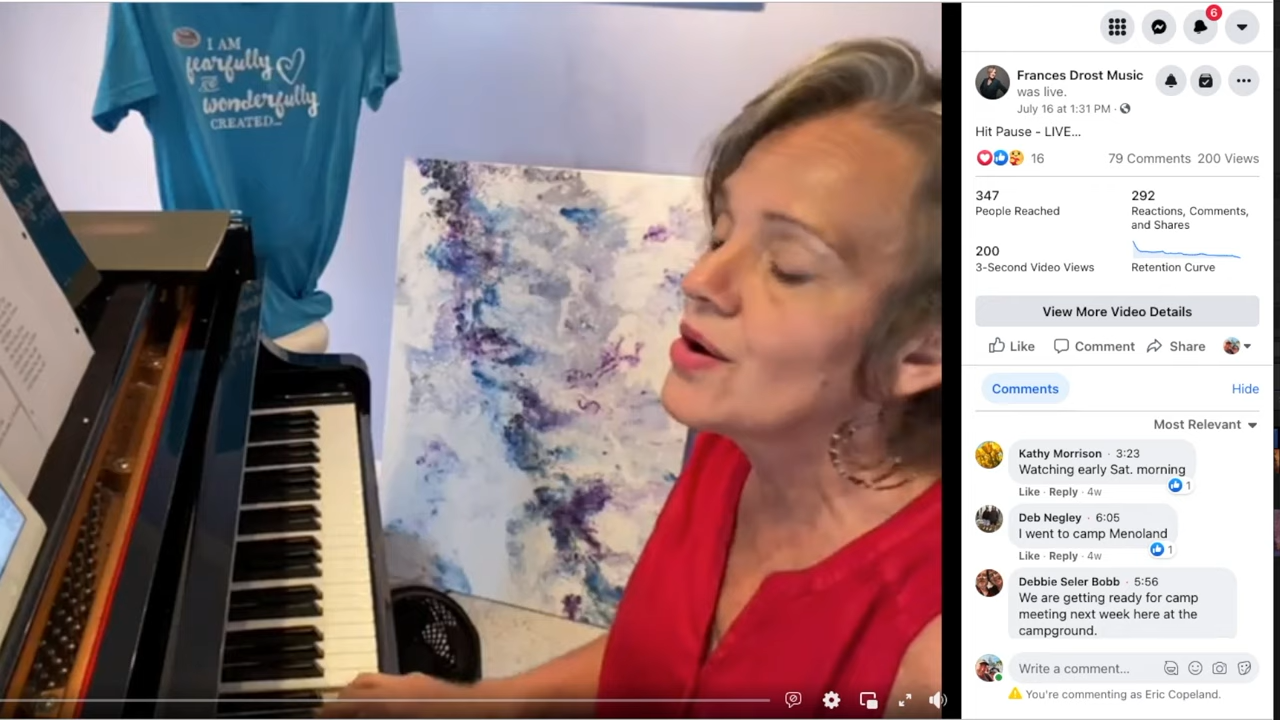 I AM
fearfully
&
wonderfully
CREATED...
6
Frances Drost Music
was live.
July 16 at 1:31 PM ·
Hit Pause - LIVE...
16
79 Comments 200 Views
347
People Reached
292
Reactions, Comments,
and Shares
200
3-Second Video Views
Retention Curve
View More Video Details
Like
Comment
Share
Comments
Hide
Most Relevant
Kathy Morrison · 3:23
Watching early Sat. morning
1
Like · Reply · 4w
Deb Negley · 6:05
I went to camp Menoland
1
Like · Reply · 4w
Debbie Seler Bobb · 5:56
We are getting ready for camp
meeting next week here at the
campground.
Write a comment...
You're commenting as Eric Copeland.